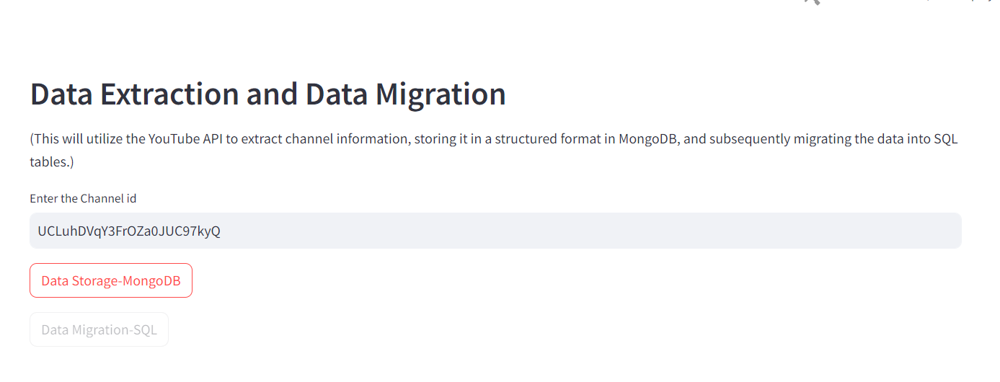 Data Extraction and Data Migration
(This will utilize the YouTube API to extract channel information, storing it in a structured format in MongoDB, and subsequently migrating the data into SQL
tables.)
Enter the Channel id
UCLuhDVqY3FrOZa0JUC97kyQ
Data Storage-MongoDB
Data Migration-SQL